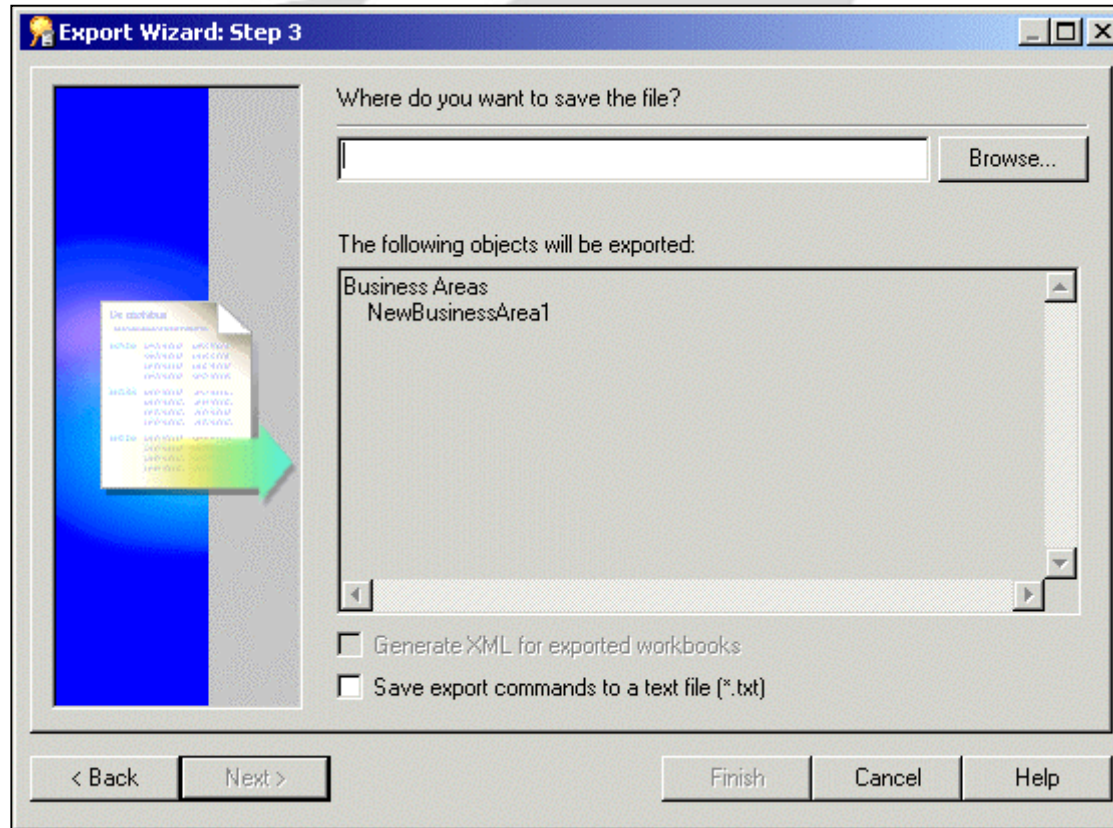 Export Wizard: Step 3
Where do you want to save the file?
Browse...
The following objects will be exported:
Business Areas
NewBusinessArea1
Generate XML for exported workbooks
Save export commands to a text file (*.txt)
< Back
Next >
Finish
Cancel
Help